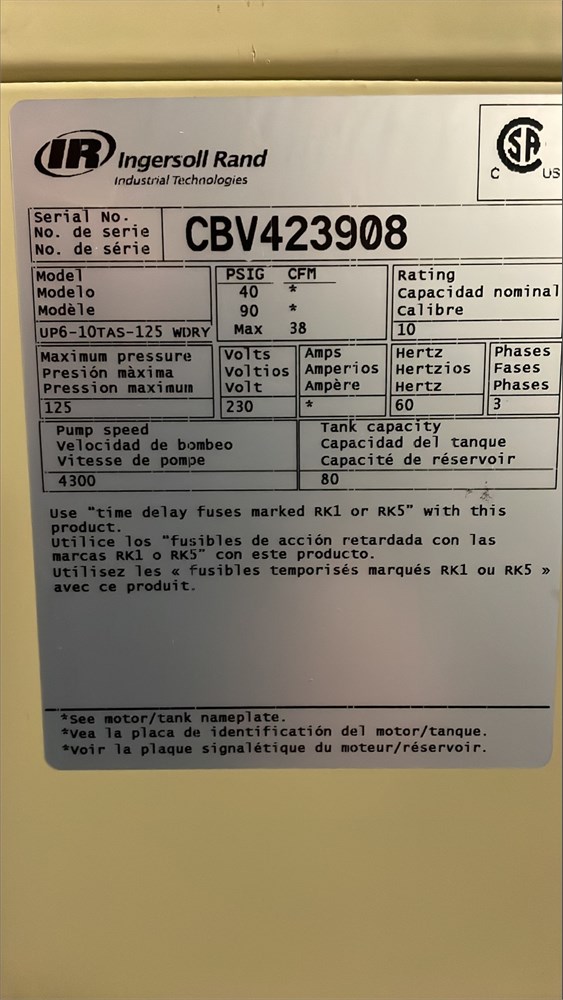 IR Ingersoll Rand
Industrial Technologies
SA
C US
Serial No.
No. de serie
No. de série
CBV423908
Model
Modelo
Modèle
UP6-10TAS-125 WDRY
PSIG CFM
40 *
90 *
Max 38
Rating
Capacidad nominal
Calibre
10
Maximum pressure
Presión màxima
Pression maximum
125
Volts
Voltios
Volt
230
Amps
Amperios
Ampère
*
Hertz
Hertzios
Hertz
60
Phases
Fases
Phases
3
Pump speed
Velocidad de bombeo
Vitesse de pompe
4300
Tank capacity
Capacidad del tanque
Capacité de réservoir
80
Use "time delay fuses marked RK1 or RK5" with this
product.
Utilice los "fusibles de acción retardada con las
marcas RK1 o RK5" con este producto.
Utilisez les « fusibles temporisés marqués RK1 ou RK5 »
avec ce produit.
*See motor/tank nameplate.
*Vea la placa de identificación del motor/tanque.
*Voir la plaque signalétique du moteur/réservoir.